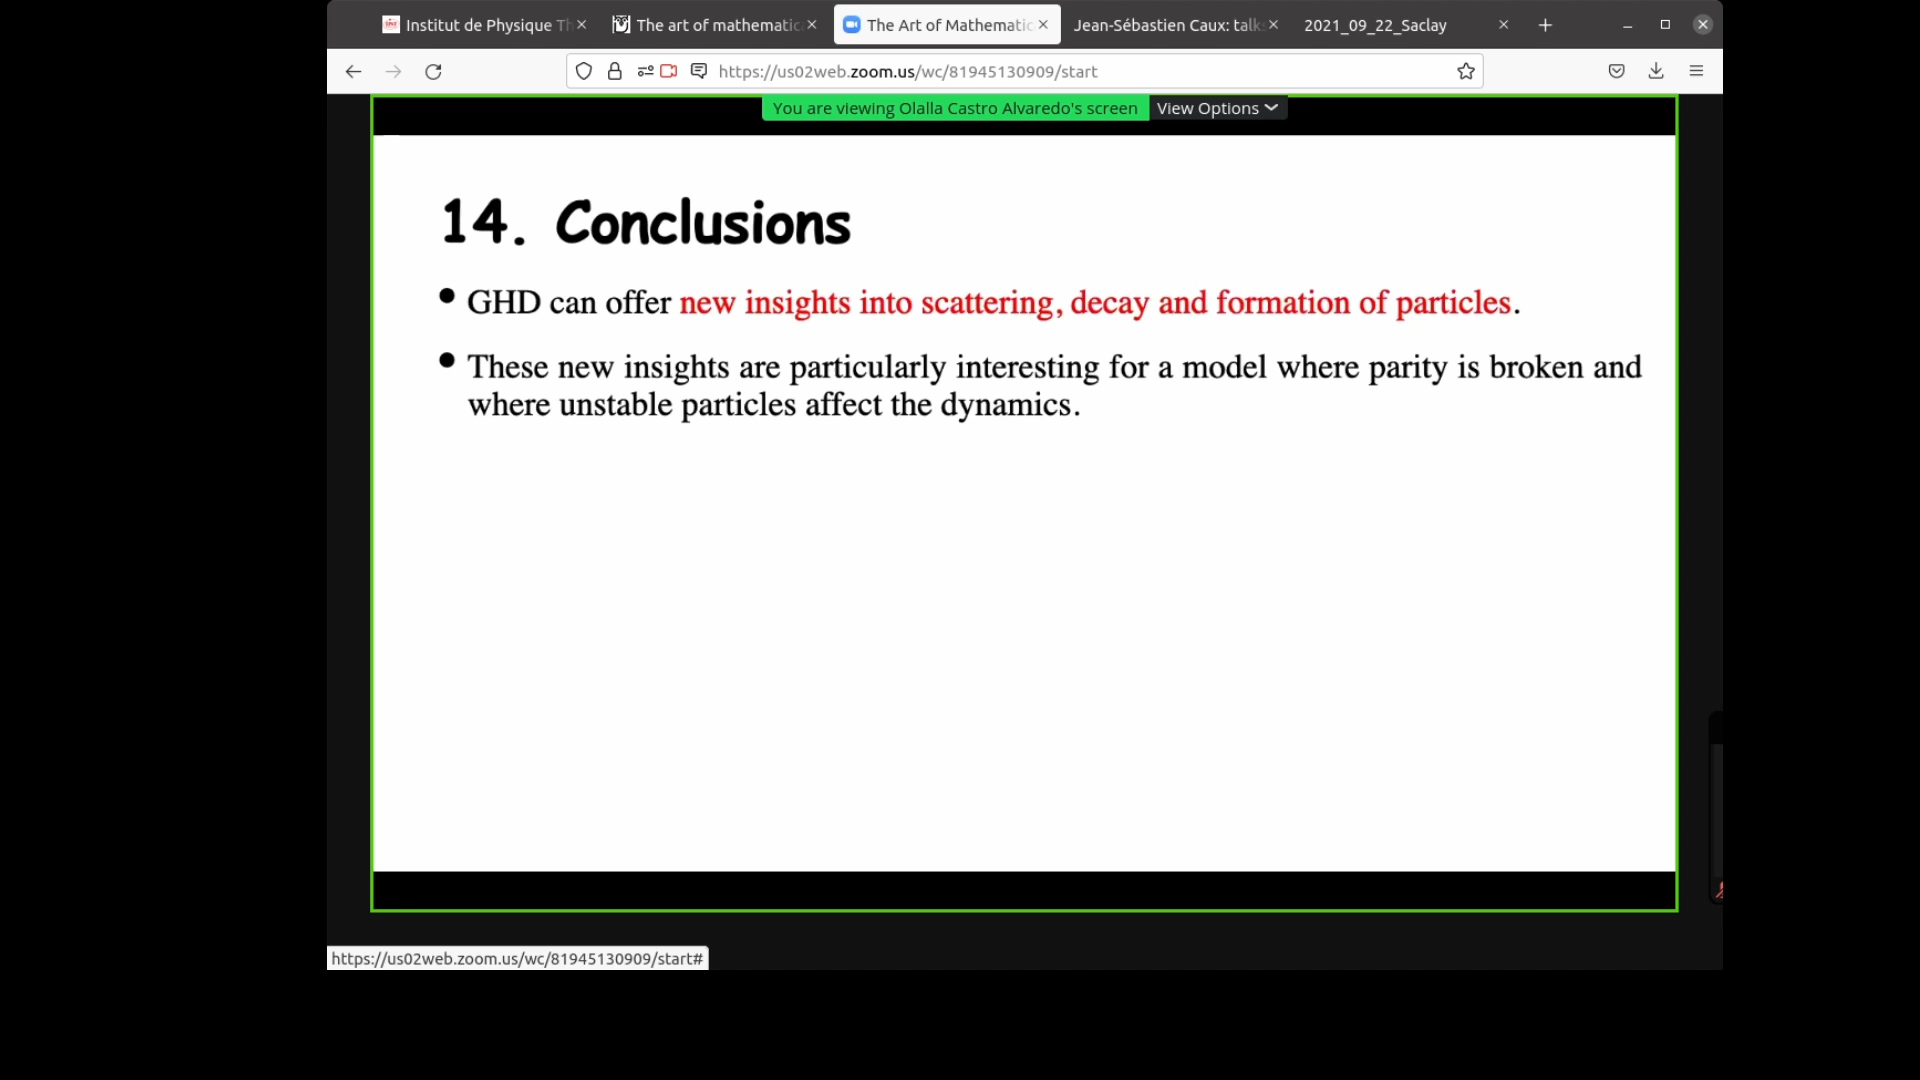 Institut de Physique Th
The art of mathematica
The Art of Mathematic
Jean-Sébastien Caux: talks
2021_09_22_Saclay
https://us02web.zoom.us/wc/81945130909/start
You are viewing Olalla Castro Alvaredo's screen
View Options
14. Conclusions
• GHD can offer new insights into scattering, decay and formation of particles.
• These new insights are particularly interesting for a model where parity is broken and
where unstable particles affect the dynamics.
https://us02web.zoom.us/wc/81945130909/start#